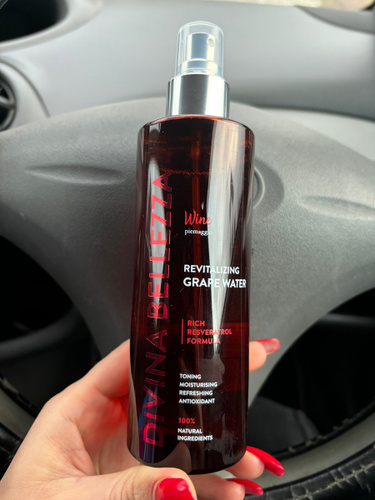 DIVINA BELLEZZA
Wine
REVITALIZING
GRAPE WATER
RICH
RESVERATROL
FORMULA
TONING
MOISTURISING
REFRESHING
ANTIOXIDANT
100%
NATURAL
INGREDIENTS